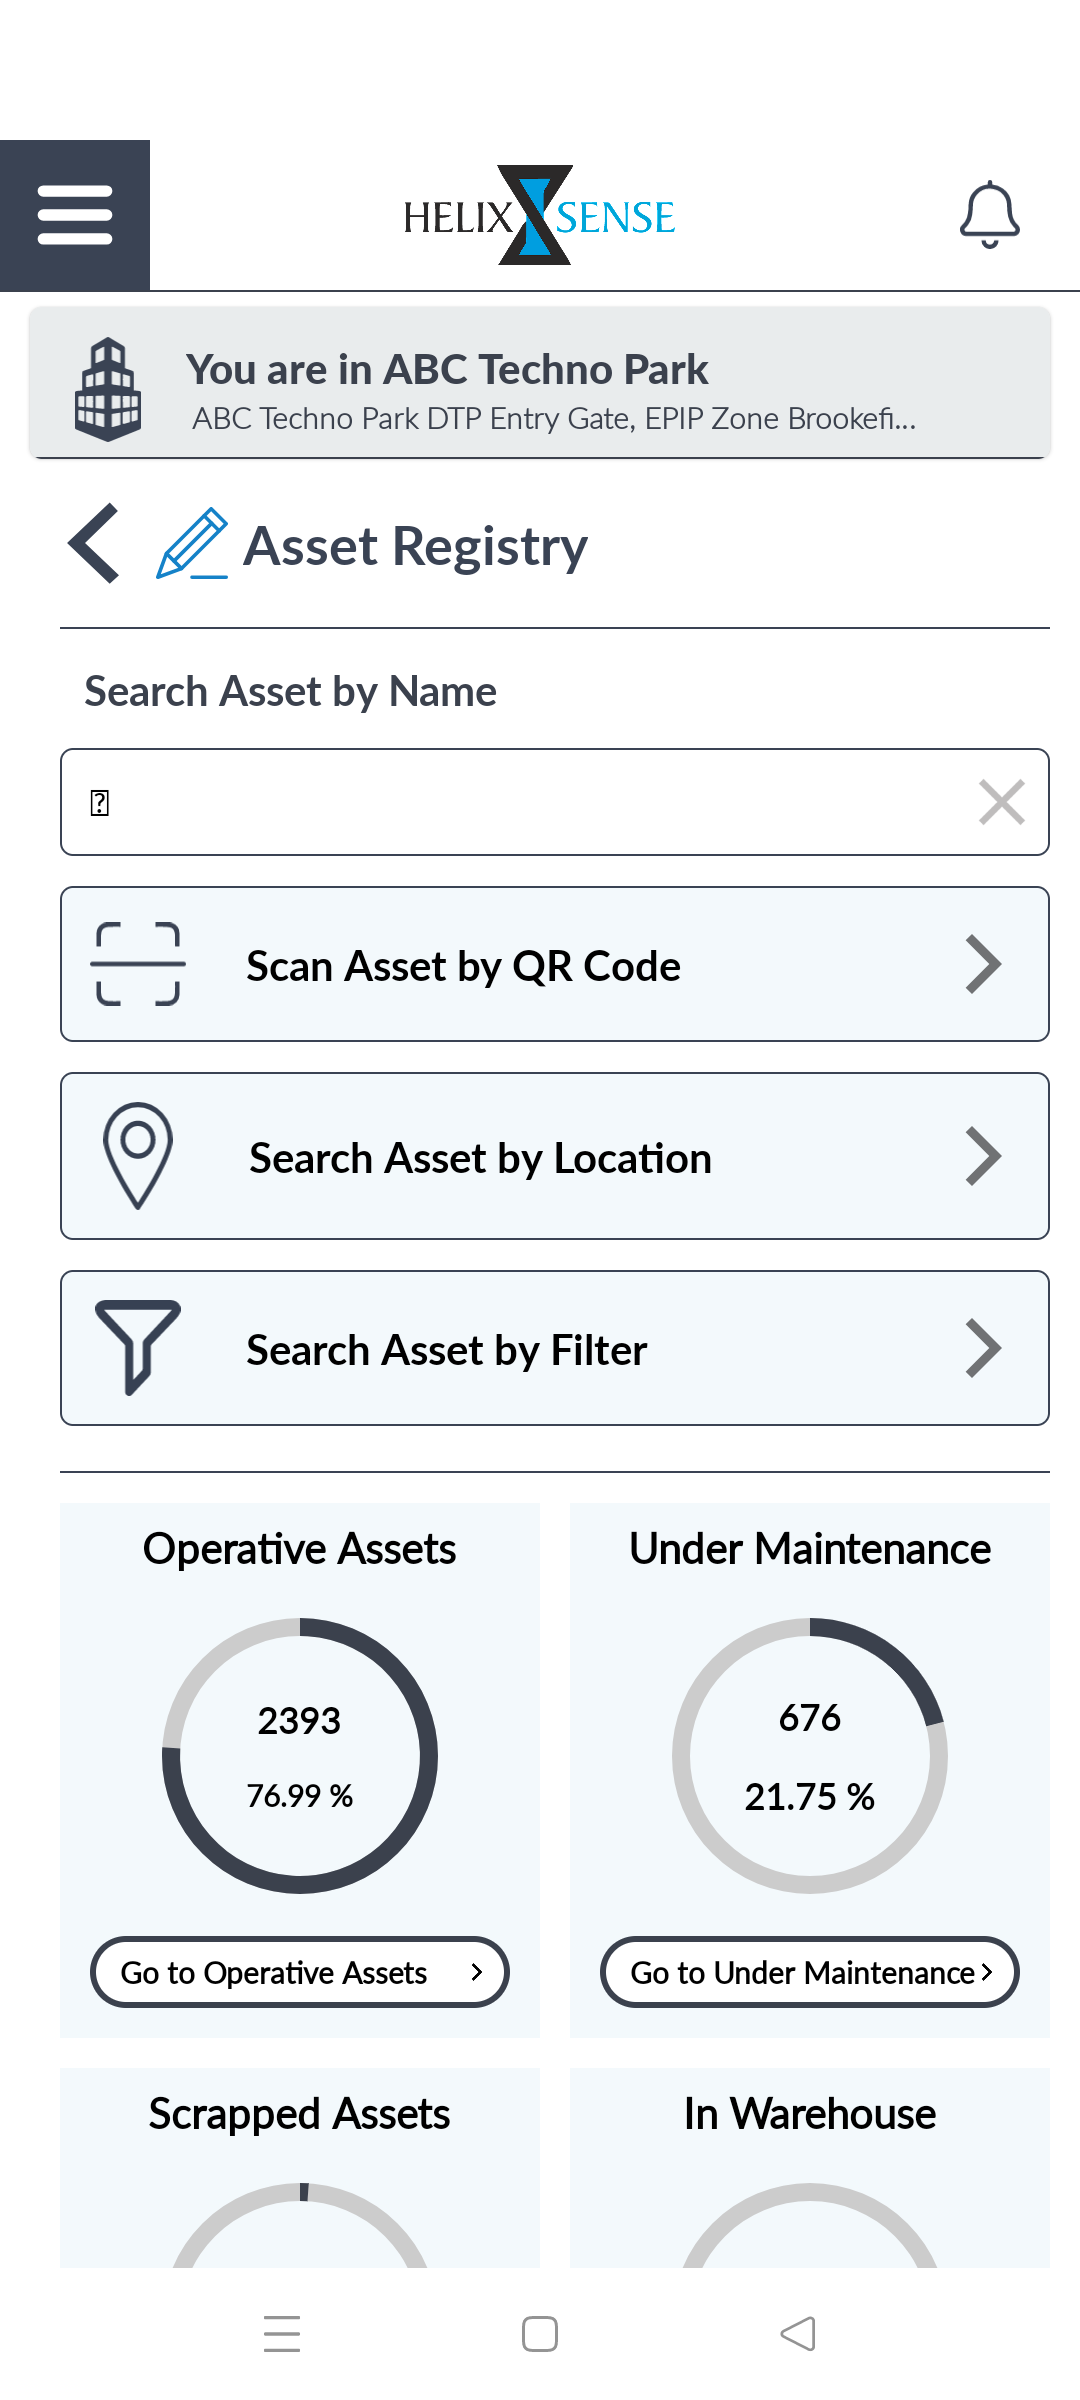 HELIX SENSE
You are in ABC Techno Park
ABC Techno Park DTP Entry Gate, EPIP Zone Brookefi...
Asset Registry
Search Asset by Name
Scan Asset by QR Code
Search Asset by Location
Search Asset by Filter
Operative Assets
2393
76.99 %
Go to Operative Assets
Under Maintenance
676
21.75 %
Go to Under Maintenance
Scrapped Assets
In Warehouse